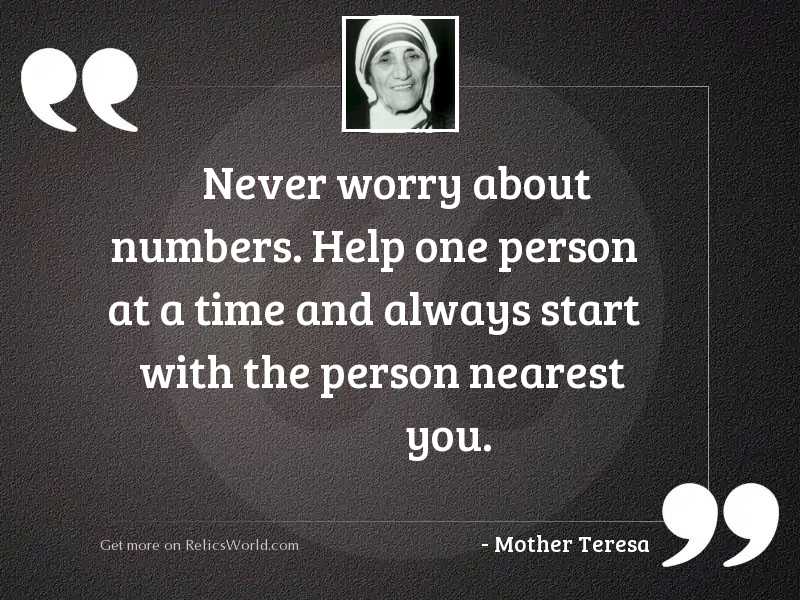 Never worry about
numbers. Help one person
at a time and always start
with the person nearest
you.
Get more on RelicsWorld.com
- Mother Teresa